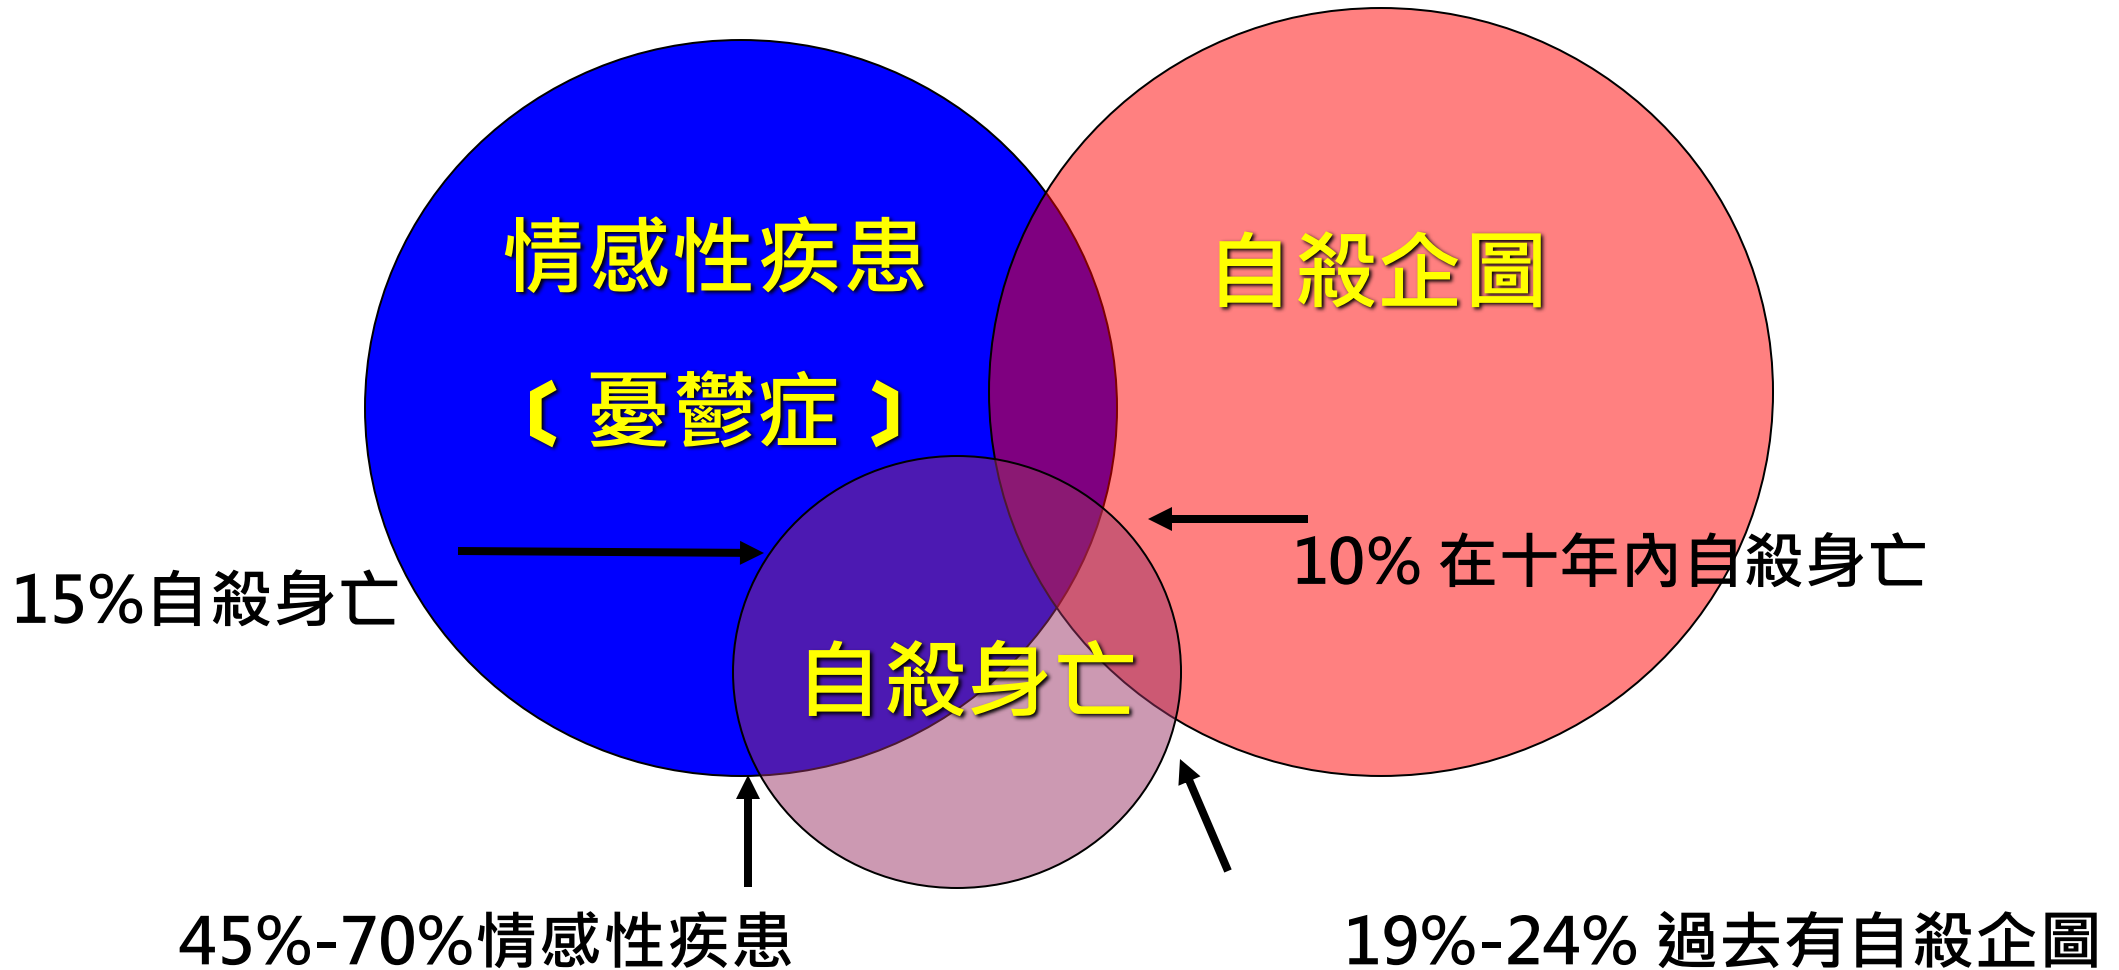 情感性疾患
﹝憂鬱症﹞
自殺企圖
15%自殺身亡
10% 在十年內自殺身亡
自殺身亡
45%-70%情感性疾患
19%-24% 過去有自殺企圖